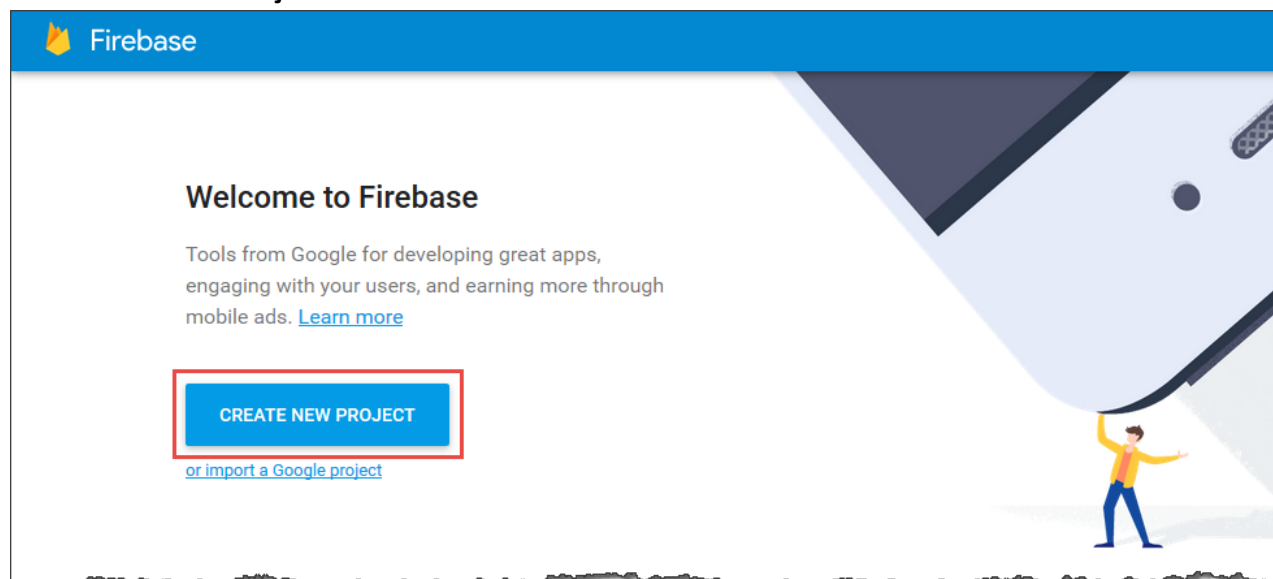 Firebase
Welcome to Firebase
Tools from Google for developing great apps,
engaging with your users, and earning more through
mobile ads. Learn more
CREATE NEW PROJECT
or import a Google project